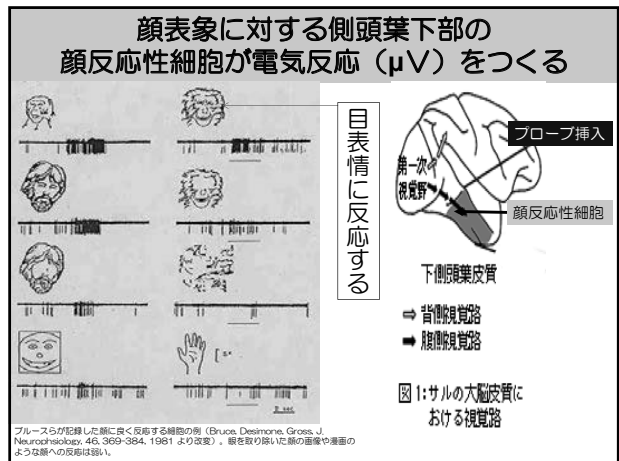 顔表象に対する側頭葉下部の
顔反応性細胞が電気反応（μV）をつくる
目表情に反応する
プローブ挿入
第一次
視覚野
顔反応性細胞
下側頭葉皮質
⇨ 背側視覚路
➡ 腹側視覚路
図 1:サルの大脳皮質に
おける視覚路
5°
2 sec
ブルースらが記録した顔に良く反応する細胞の例（Bruce, Desimone, Gross, J.
Neurophsiology, 46, 369-384, 1981 より改変）。眼を取り除いた顔の画像や漫画の
ような顔への反応は弱い。